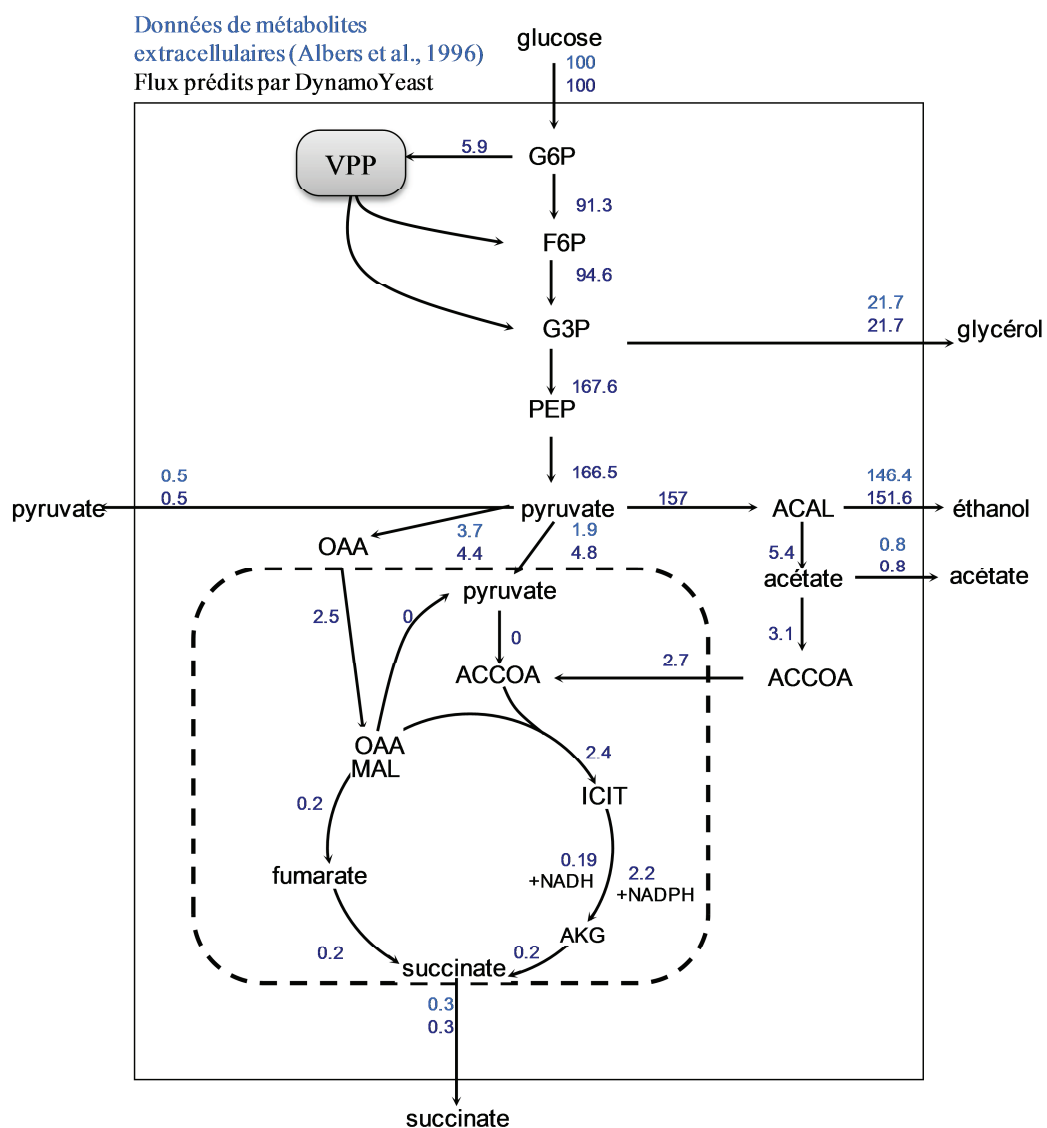 Données de métabolites
extracellulaires (Albers et al., 1996)
Flux prédits par DynamoYeast
glucose
100
100
VPP
5.9
G6P
91.3
F6P
94.6
G3P
21.7
21.7
glycérol
167.6
PEP
166.5
pyruvate
0.5
0.5
pyruvate
157
ACAL
146.4
151.6
éthanol
OAA
3.7
4.4
1.9
4.8
5.4
acétate
0.8
0.8
acétate
pyruvate
2.5
0
0
3.1
ACCOA
2.7
ACCOA
OAA
MAL
2.4
ICIT
0.2
fumarate
0.19
+NADH
2.2
+NADPH
AKG
0.2
0.2
succinate
0.3
0.3
succinate